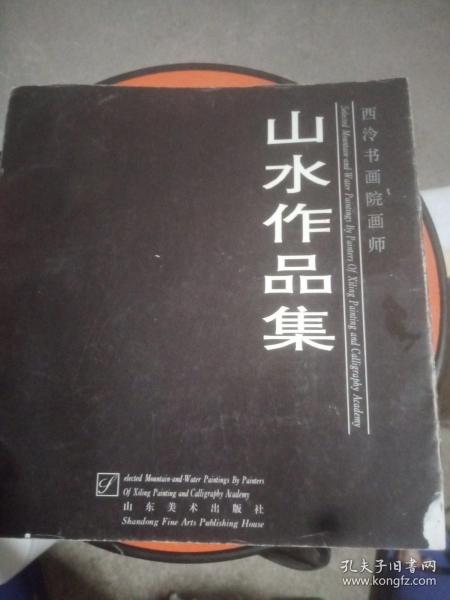 西泠书画院画师
Selected Mountain-and-Water Paintings By Painters Of Xiling Painting and Calligraphy Academy
山水作品集
S elected Mountain-and-Water Paintings By Painters
Of Xiling Painting and Calligraphy Academy
山东美术出版社
Shandong Fine Arts Publishing House
孔夫子旧书网
www.kongfz.com